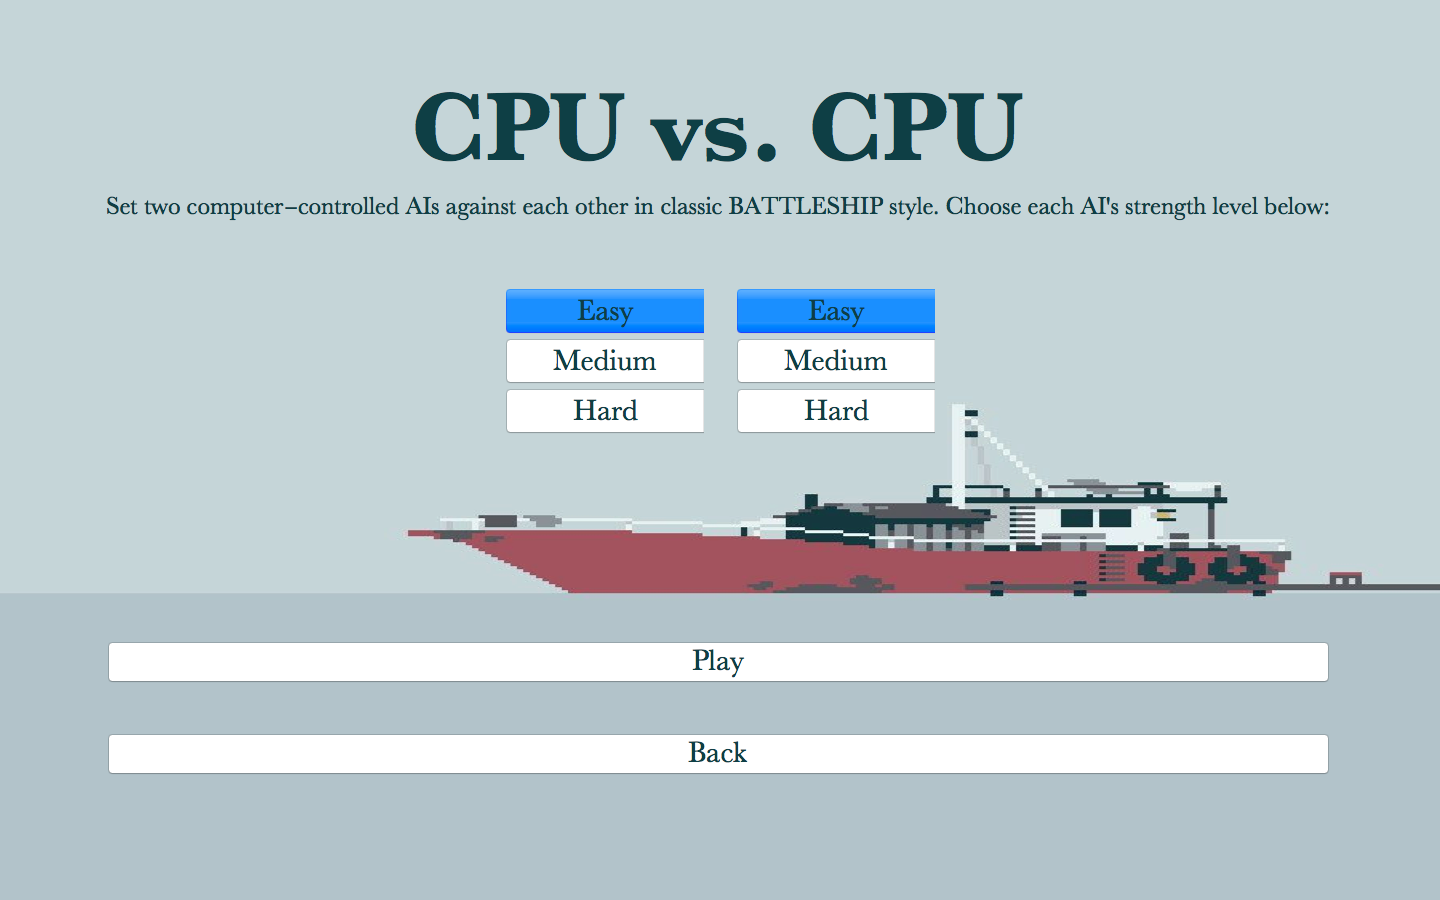 CPU vs. CPU
Set two computer–controlled AIs against each other in classic BATTLESHIP style. Choose each AI's strength level below:
Easy Easy
Medium Medium
Hard Hard
Play
Back